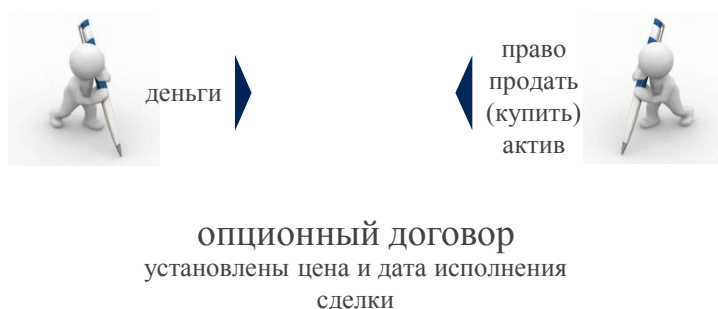 деньги
право
продать
(купить)
актив
опционный договор
установлены цена и дата исполнения
сделки